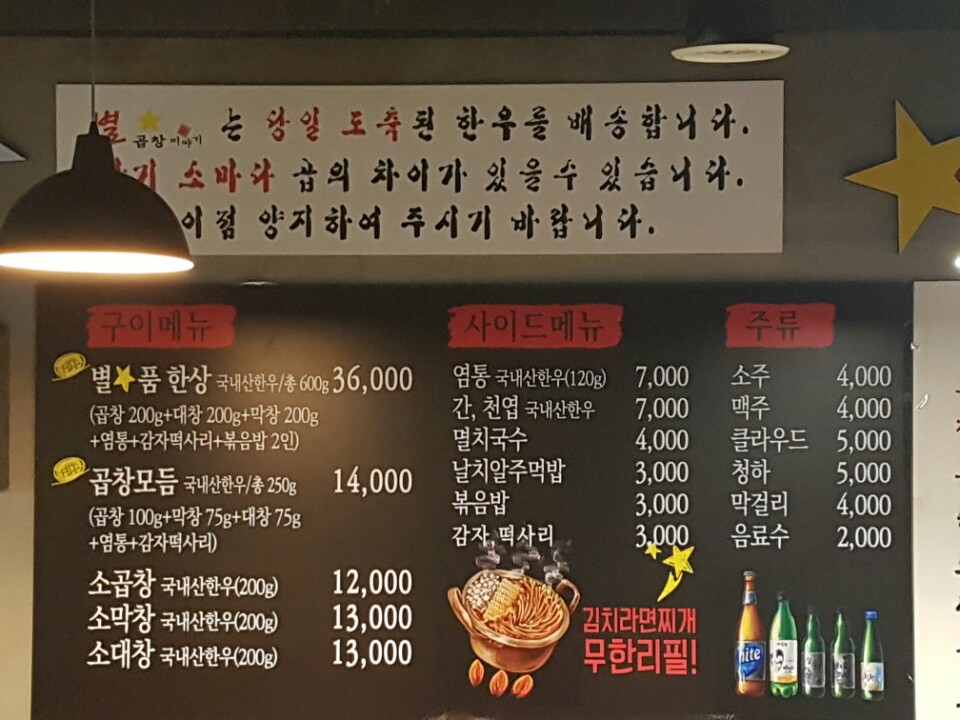 별 곱창 이야기 는 당일 도축된 한우를 배송합니다.
소마다 곱의 차이가 있을수 있습니다.
이점 양지하여 주시기 바랍니다.
구이메뉴
별 품 한상 국내산한우/총 600g 36,000
(곱창 200g+대창 200g+막창 200g
+염통+감자떡사리+볶음밥 2인)
곱창모듬 국내산한우/총 250g 14,000
(곱창 100g+막창 75g+대창 75g
+염통+감자떡사리)
소곱창 국내산한우(200g) 12,000
소막창 국내산한우(200g) 13,000
소대창 국내산한우(200g) 13,000
사이드메뉴
염통 국내산한우(120g) 7,000
간, 천엽 국내산한우 7,000
멸치국수 4,000
날치알주먹밥 3,000
볶음밥 3,000
감자, 떡사리 3,000
김치라면찌개
무한리필!
주류
소주 4,000
맥주 4,000
클라우드 5,000
청하 5,000
막걸리 4,000
음료수 2,000
hite